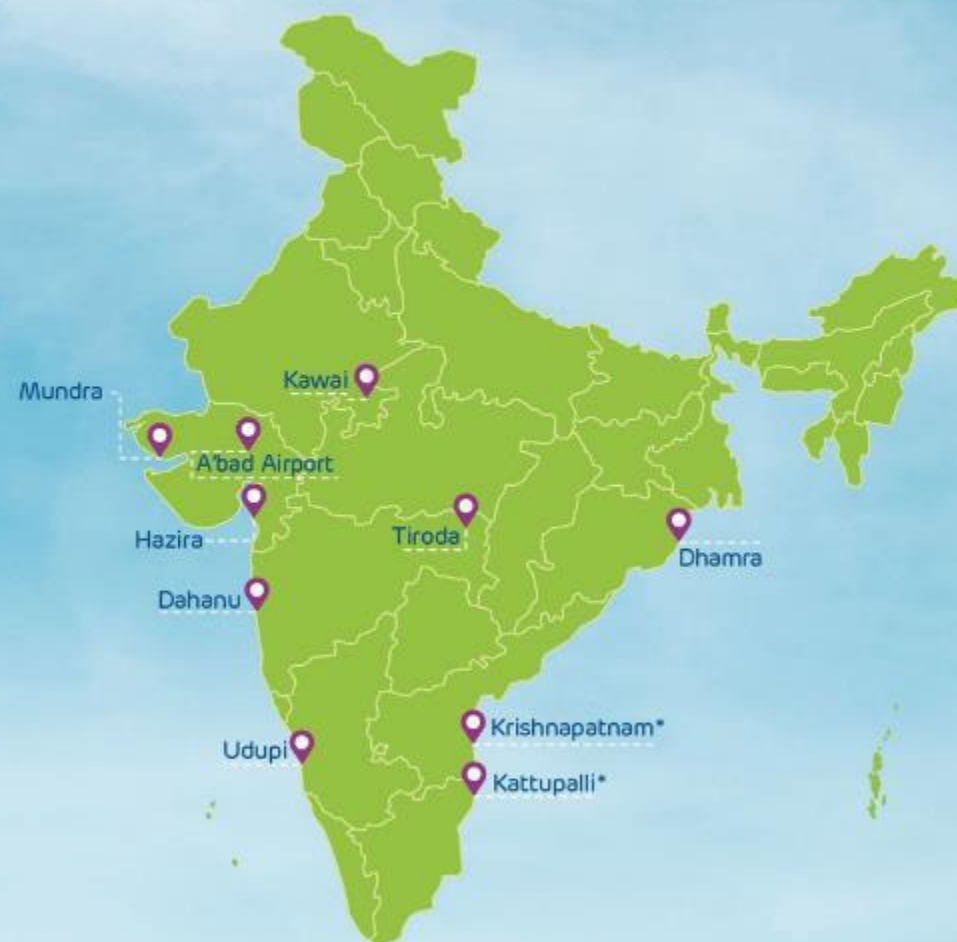 Kawai
Mundra
A'bad Airport
Hazira
Tiroda
Dhamra
Dahanu
Krishnapatnam*
Udupi
Kattupalli*